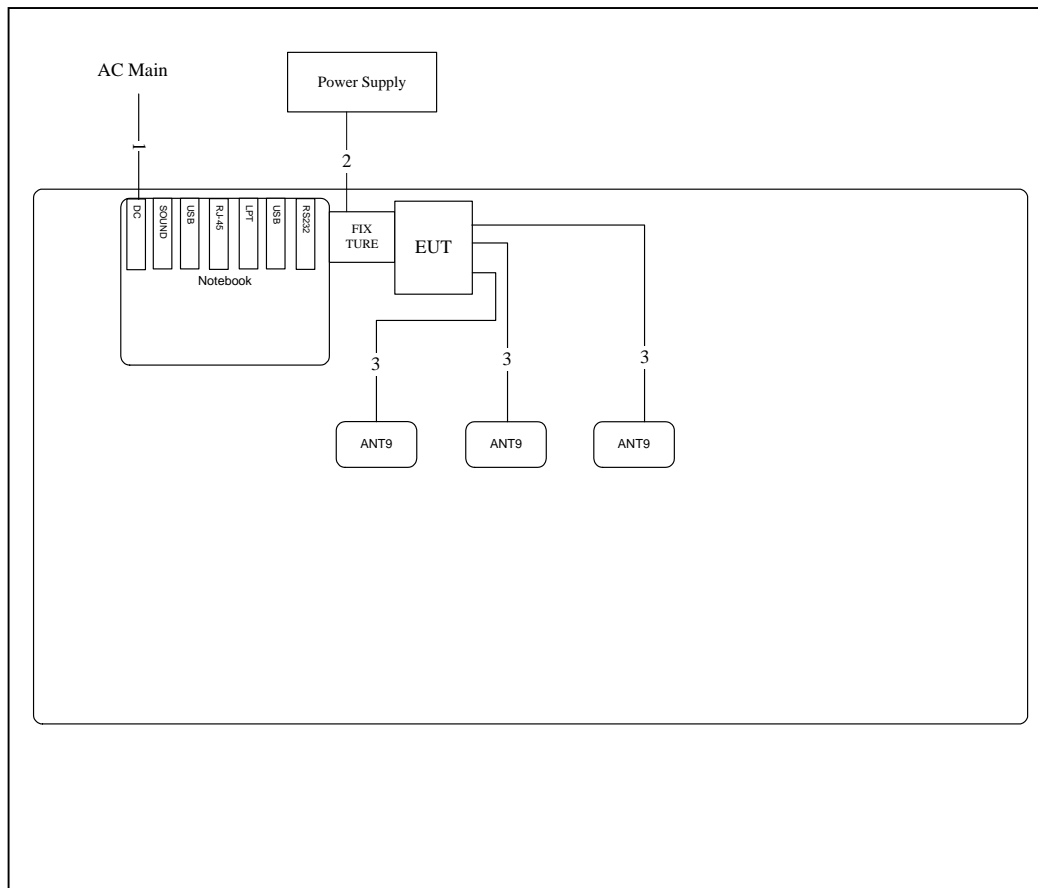 AC Main
Power Supply
1
2
DC
SOUND
USB
RJ-45
LPT
USB
RS232
Notebook
FIX
TURE
EUT
3
3
3
ANT9
ANT9
ANT9